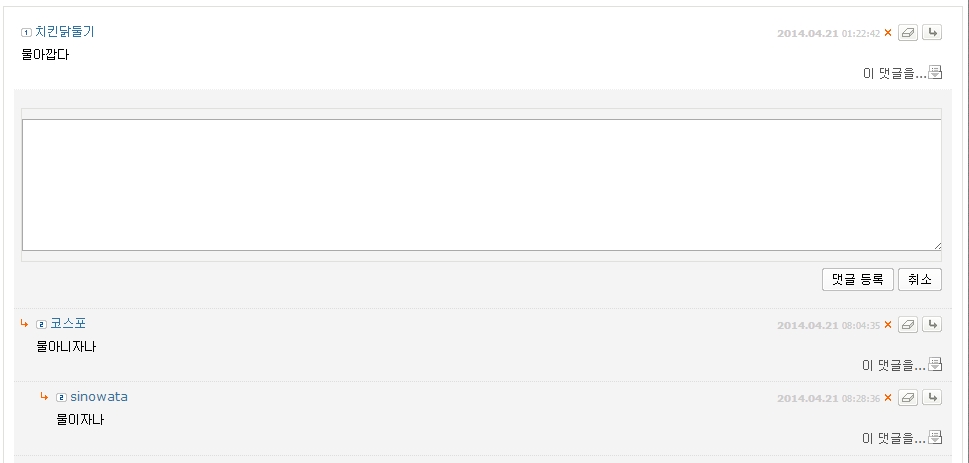 1 치킨닭둘기 2014.04.21 01:22:42
물아깝다
이 댓글을...
댓글 등록 취소
2 코스포 2014.04.21 08:04:35
물아니자나
이 댓글을...
2 sinowata 2014.04.21 08:28:36
물이자나
이 댓글을...